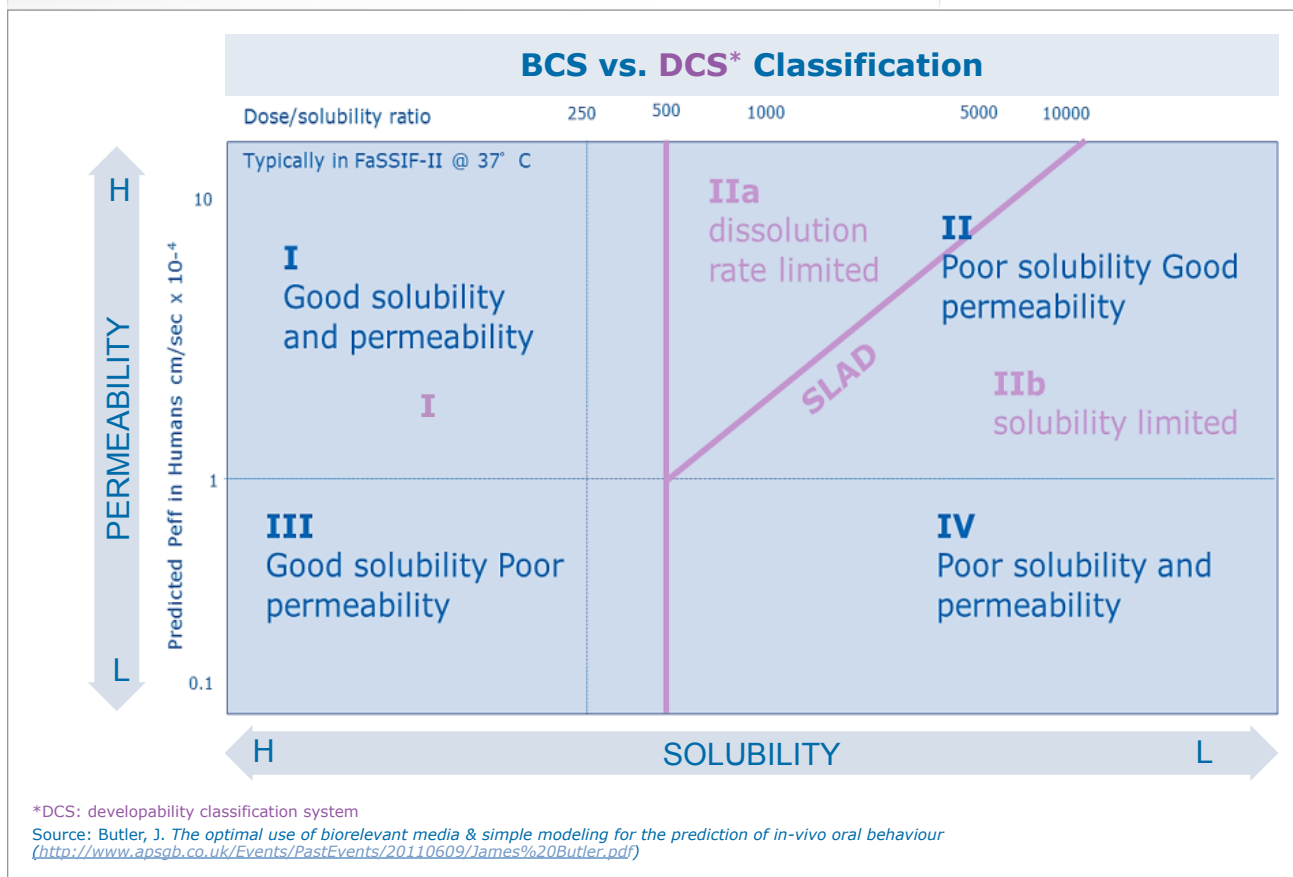 BCS vs. DCS* Classification
Dose/solubility ratio 250 500 1000 5000 10000
Typically in FaSSIF-II @ 37° C
H
PERMEABILITY
L
Predicted Peff in Humans cm/sec x 10-⁴
10
1
0.1
I
Good solubility
and permeability
I
IIa
dissolution
rate limited
II
Poor solubility Good
permeability
SLAD
IIb
solubility limited
III
Good solubility Poor
permeability
IV
Poor solubility and
permeability
H SOLUBILITY L
*DCS: developability classification system
Source: Butler, J. The optimal use of biorelevant media & simple modeling for the prediction of in-vivo oral behaviour
(http://www.apsgb.co.uk/Events/PastEvents/20110609/James%20Butler.pdf)